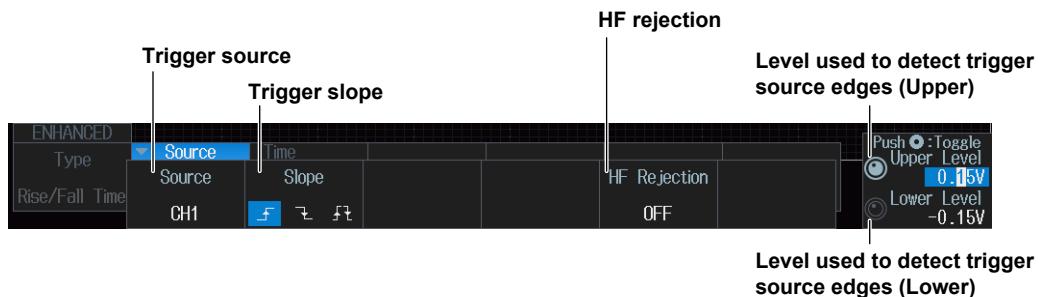 HF rejection
Trigger source
Level used to detect trigger
source edges (Upper)
Trigger slope
ENHANCED
Type
Rise/Fall Time
Source
Time
Source
CH1
Slope
HF Rejection
OFF
Push :Toggle
Upper Level
0.15V
Lower Level
-0.15V
Level used to detect trigger
source edges (Lower)